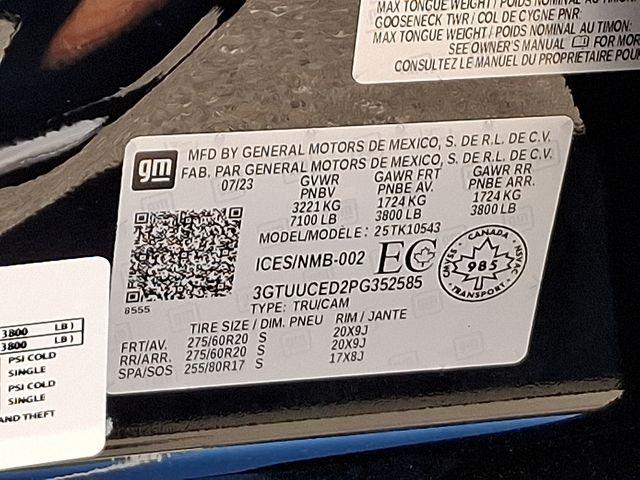 MAX TONGUE WEIGHT / POIDS NOMINAL AU TIMON:
GOOSENECK TWR / COL DE CYGNE PNR:
MAX TONGUE WEIGHT / POIDS NOMINAL AU TIMON:
SEE OWNER'S MANUAL FOR MOR
CONSULTEZ LE MANUEL DU PROPRIÉTAIRE POUR
gm
MFD BY GENERAL MOTORS DE MEXICO, S. DE R.L. DE C.V.
FAB. PAR GENERAL MOTORS DE MEXICO, S. DE R.L. DE C.V.
07/23
GVWR GAWR FRT GAWR RR
PNBV PNBE AV. PNBE ARR.
3221 KG 1724 KG 1724 KG
7100 LB 3800 LB 3800 LB
MODEL/MODÈLE: 25TK10543
ICES/NMB-002 EC
CANADA
985
TRANSPORT
NSVAC
3GTUUCED2PG352585
8555
TYPE: TRU/CAM
TIRE SIZE / DIM. PNEU RIM / JANTE
FRT/AV. 275/60R20 S 20X9J
RR/ARR. 275/60R20 S 20X9J
SPA/SOS 255/80R17 S 17X8J
3800 LB )
3800 LB )
PSI COLD
SINGLE
PSI COLD
SINGLE
AND THEFT